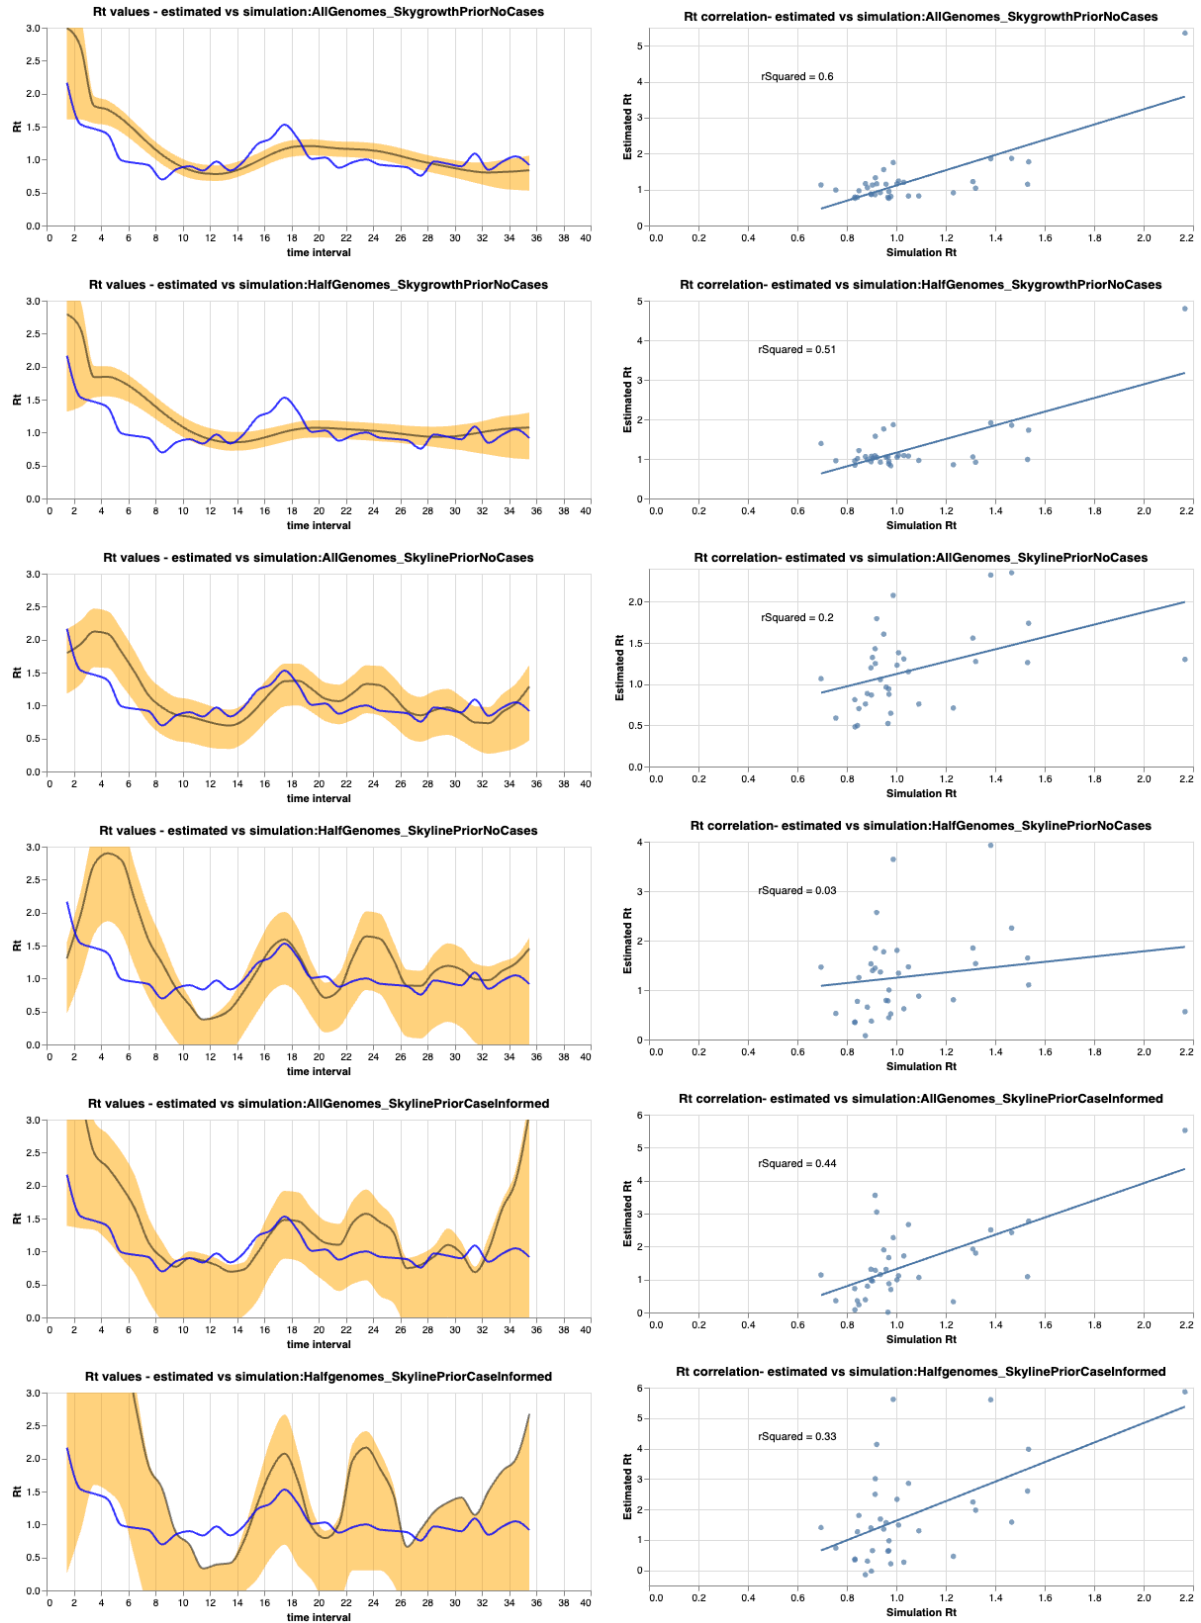 Rt values - estimated vs simulation:AllGenomes_SkygrowthPriorNoCases
3.0
2.5
2.0
1.5
1.0
0.5
0.0
Rt
0 2 4 6 8 10 12 14 16 18 20 22 24 26 28 30 32 34 36 38 40
time interval
Rt correlation- estimated vs simulation:AllGenomes_SkygrowthPriorNoCases
5
4
3
2
1
0
Estimated Rt
rSquared = 0.6
0.0 0.2 0.4 0.6 0.8 1.0 1.2 1.4 1.6 1.8 2.0 2.2
Simulation Rt
Rt values - estimated vs simulation:HalfGenomes_SkygrowthPriorNoCases
3.0
2.5
2.0
1.5
1.0
0.5
0.0
Rt
0 2 4 6 8 10 12 14 16 18 20 22 24 26 28 30 32 34 36 38 40
time interval
Rt correlation- estimated vs simulation:HalfGenomes_SkygrowthPriorNoCases
5
4
3
2
1
0
Estimated Rt
rSquared = 0.51
0.0 0.2 0.4 0.6 0.8 1.0 1.2 1.4 1.6 1.8 2.0 2.2
Simulation Rt
Rt values - estimated vs simulation:AllGenomes_SkylinePriorNoCases
3.0
2.5
2.0
1.5
1.0
0.5
0.0
Rt
0 2 4 6 8 10 12 14 16 18 20 22 24 26 28 30 32 34 36 38 40
time interval
Rt correlation- estimated vs simulation:AllGenomes_SkylinePriorNoCases
2.0
1.5
1.0
0.5
0.0
Estimated Rt
rSquared = 0.2
0.0 0.2 0.4 0.6 0.8 1.0 1.2 1.4 1.6 1.8 2.0 2.2
Simulation Rt
Rt values - estimated vs simulation:HalfGenomes_SkylinePriorNoCases
3.0
2.5
2.0
1.5
1.0
0.5
0.0
Rt
0 2 4 6 8 10 12 14 16 18 20 22 24 26 28 30 32 34 36 38 40
time interval
Rt correlation- estimated vs simulation:HalfGenomes_SkylinePriorNoCases
4
3
2
1
0
Estimated Rt
rSquared = 0.03
0.0 0.2 0.4 0.6 0.8 1.0 1.2 1.4 1.6 1.8 2.0 2.2
Simulation Rt
Rt values - estimated vs simulation:AllGenomes_SkylinePriorCaseInformed
3.0
2.5
2.0
1.5
1.0
0.5
0.0
Rt
0 2 4 6 8 10 12 14 16 18 20 22 24 26 28 30 32 34 36 38 40
time interval
Rt correlation- estimated vs simulation:AllGenomes_SkylinePriorCaseInformed
6
5
4
3
2
1
0
Estimated Rt
rSquared = 0.44
0.0 0.2 0.4 0.6 0.8 1.0 1.2 1.4 1.6 1.8 2.0 2.2
Simulation Rt
Rt values - estimated vs simulation:Halfgenomes_SkylinePriorCaseInformed
3.0
2.5
2.0
1.5
1.0
0.5
0.0
Rt
0 2 4 6 8 10 12 14 16 18 20 22 24 26 28 30 32 34 36 38 40
time interval
Rt correlation- estimated vs simulation:Halfgenomes_SkylinePriorCaseInformed
6
5
4
3
2
1
0
Estimated Rt
rSquared = 0.33
0.0 0.2 0.4 0.6 0.8 1.0 1.2 1.4 1.6 1.8 2.0 2.2
Simulation Rt